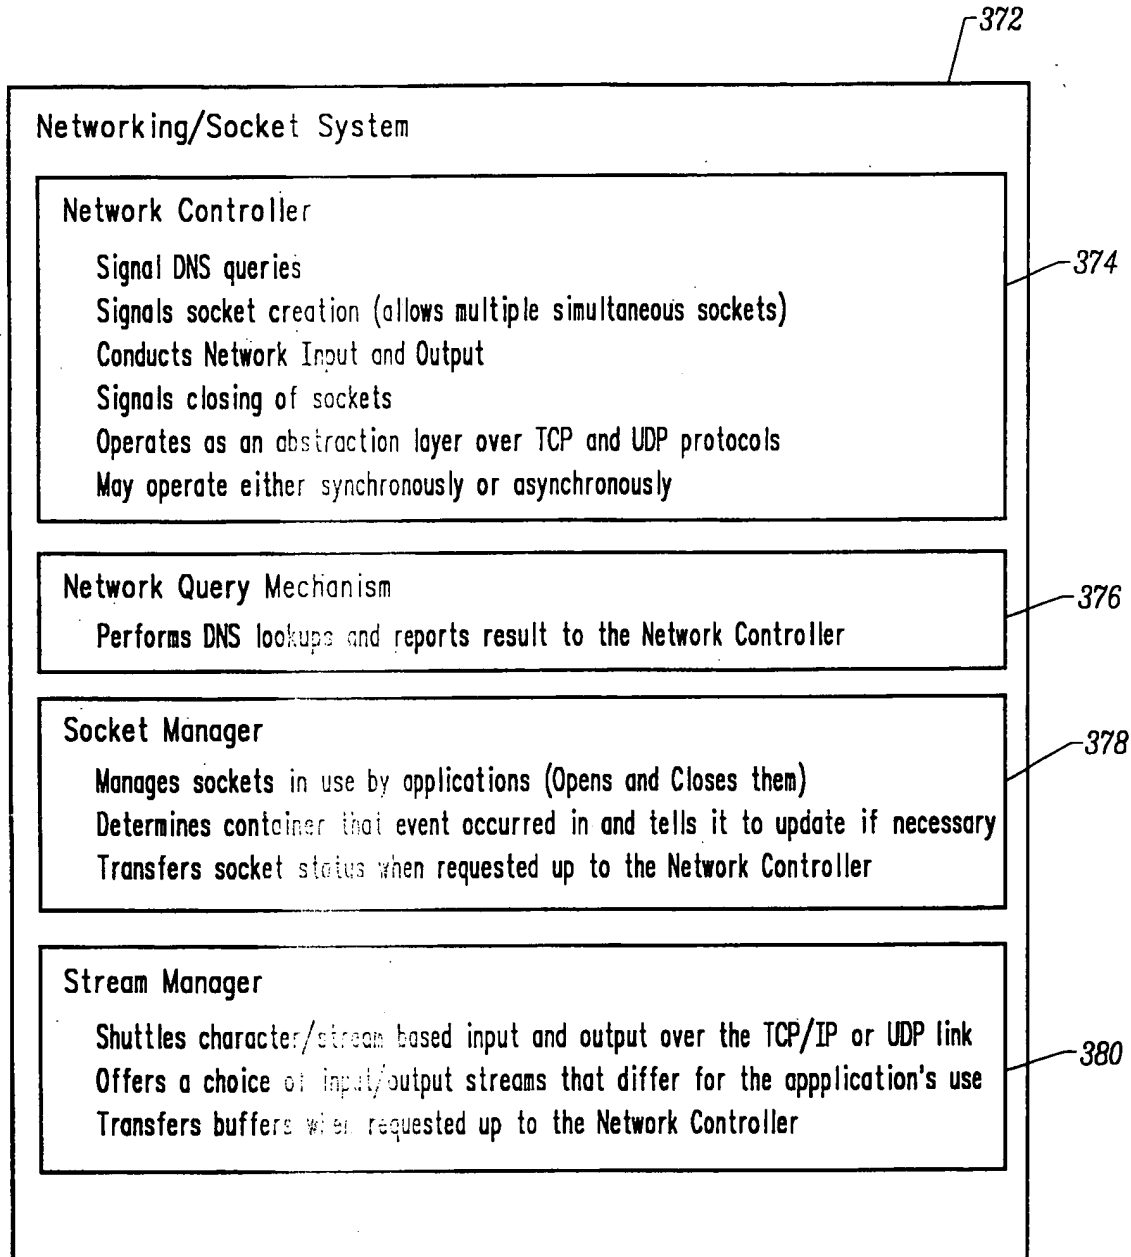 372
Networking/Socket System
Network Controller
Signal DNS queries
Signals socket creation (allows multiple simultaneous sockets)
Conducts Network Input and Output
Signals closing of sockets
Operates as an abstraction layer over TCP and UDP protocols
May operate either synchronously or asynchronously
374
Network Query Mechanism
Performs DNS lookups and reports result to the Network Controller
376
Socket Manager
Manages sockets in use by applications (Opens and Closes them)
Determines container that event occurred in and tells it to update if necessary
Transfers socket status when requested up to the Network Controller
378
Stream Manager
Shuttles character/stream based input and output over the TCP/IP or UDP link
Offers a choice of input/output streams that differ for the appplication's use
Transfers buffers when requested up to the Network Controller
380